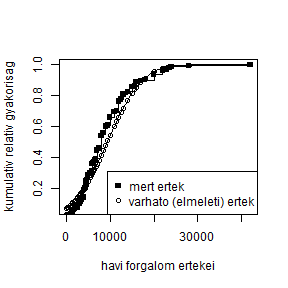 kumulativ relativ gyakorisag
1.0
0.8
0.6
0.4
0.2
mert ertek
varhato (elmeleti) ertek
0 10000 30000
havi forgalom ertekei